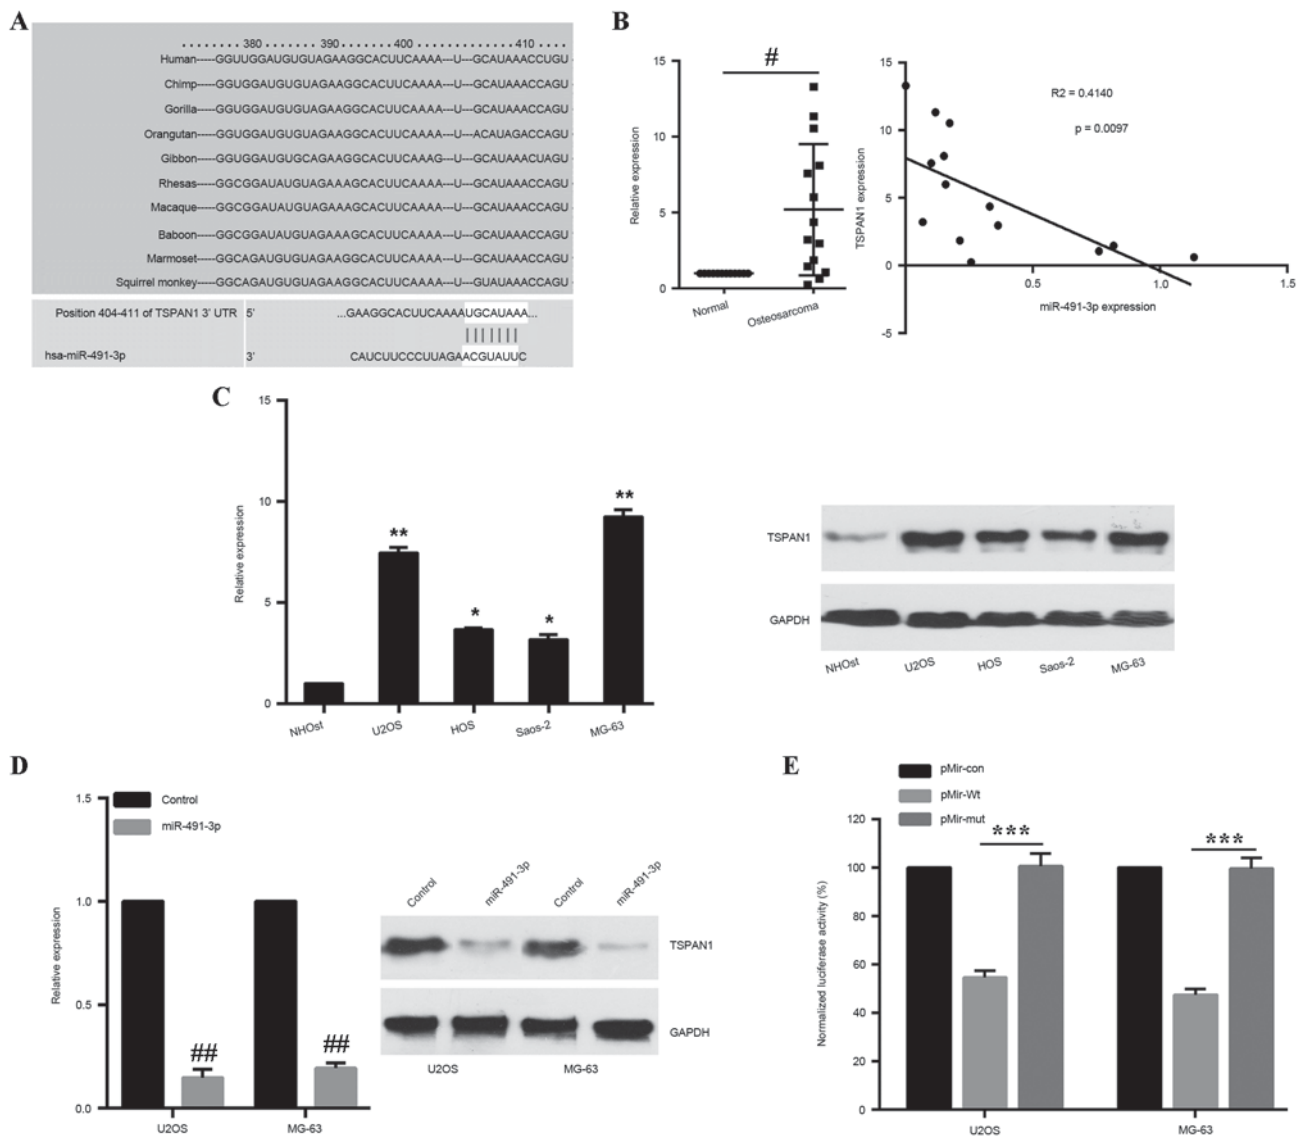 A
. . . . . . . . 380 . . . . . . . . 390 . . . . . . . . 400 . . . . . . . . . . . . . 410 . . . .
Human-----GGUUGGAUGUGUAGAAGGCACUUCAAAA---U---GCAUAAACCUGU
Chimp-----GGUGGAUGUGUAGAAGGCACUUCAAAA---U---GCAUAAACCAGU
Gorilla-----GGUGGAUGUGUAGAAGGCACUUCAAAA---U---GCAUAAACCAGU
Orangutan-----GGUGGAUGUGUAGAAGGCACUUCAAAA---U---ACAUAGACCAGU
Gibbon-----GGUGGAUGUGCAGAAGGCACUUCAAAG---U---GCAUAAACUAGU
Rhesas-----GGCGGAUAUGUAGAAAGCACUUCAAAA---U---GCAUAAACCAGU
Macaque-----GGCGGAUAUGUAGAAGGCACUUCAAAA---U---GCAUAAACCAGU
Baboon-----GGCGGAUAUGUAGAAAGCACUUCAAAA---U---GCAUAAACCAGU
Marmoset-----GGCAGAUGUGUAGAAGGCACUUCAAAA---U---GCAUAAACCAGU
Squirrel monkey-----GGCAGAUGUGUAGAAGGCACUUCAAAA---U---GUAUAAACCAGU
Position 404-411 of TSPAN1 3' UTR 5' ...GAAGGCACUUCAAAAUGCAUAAA...
hsa-miR-491-3p 3' CAUCUUCCCUUAGAACGUAUUC
B
#
Relative expression
15
10
5
0
Normal
Osteosarcoma
TSPAN1 expression
15
10
5
0
-5
R2 = 0.4140
p = 0.0097
0.5
1.0
1.5
miR-491-3p expression
C
Relative expression
15
10
5
0
**
*
*
**
NHOst
U2OS
HOS
Saos-2
MG-63
TSPAN1
GAPDH
NHOst
U2OS
HOS
Saos-2
MG-63
D
Control
miR-491-3p
Relative expression
1.5
1.0
0.5
0.0
##
##
U2OS
MG-63
Control
miR-491-3p
Control
miR-491-3p
TSPAN1
GAPDH
U2OS
MG-63
E
pMir-con
pMir-Wt
pMir-mut
Normalized luciferase activity (%)
120
100
80
60
40
20
0
***
***
U2OS
MG-63